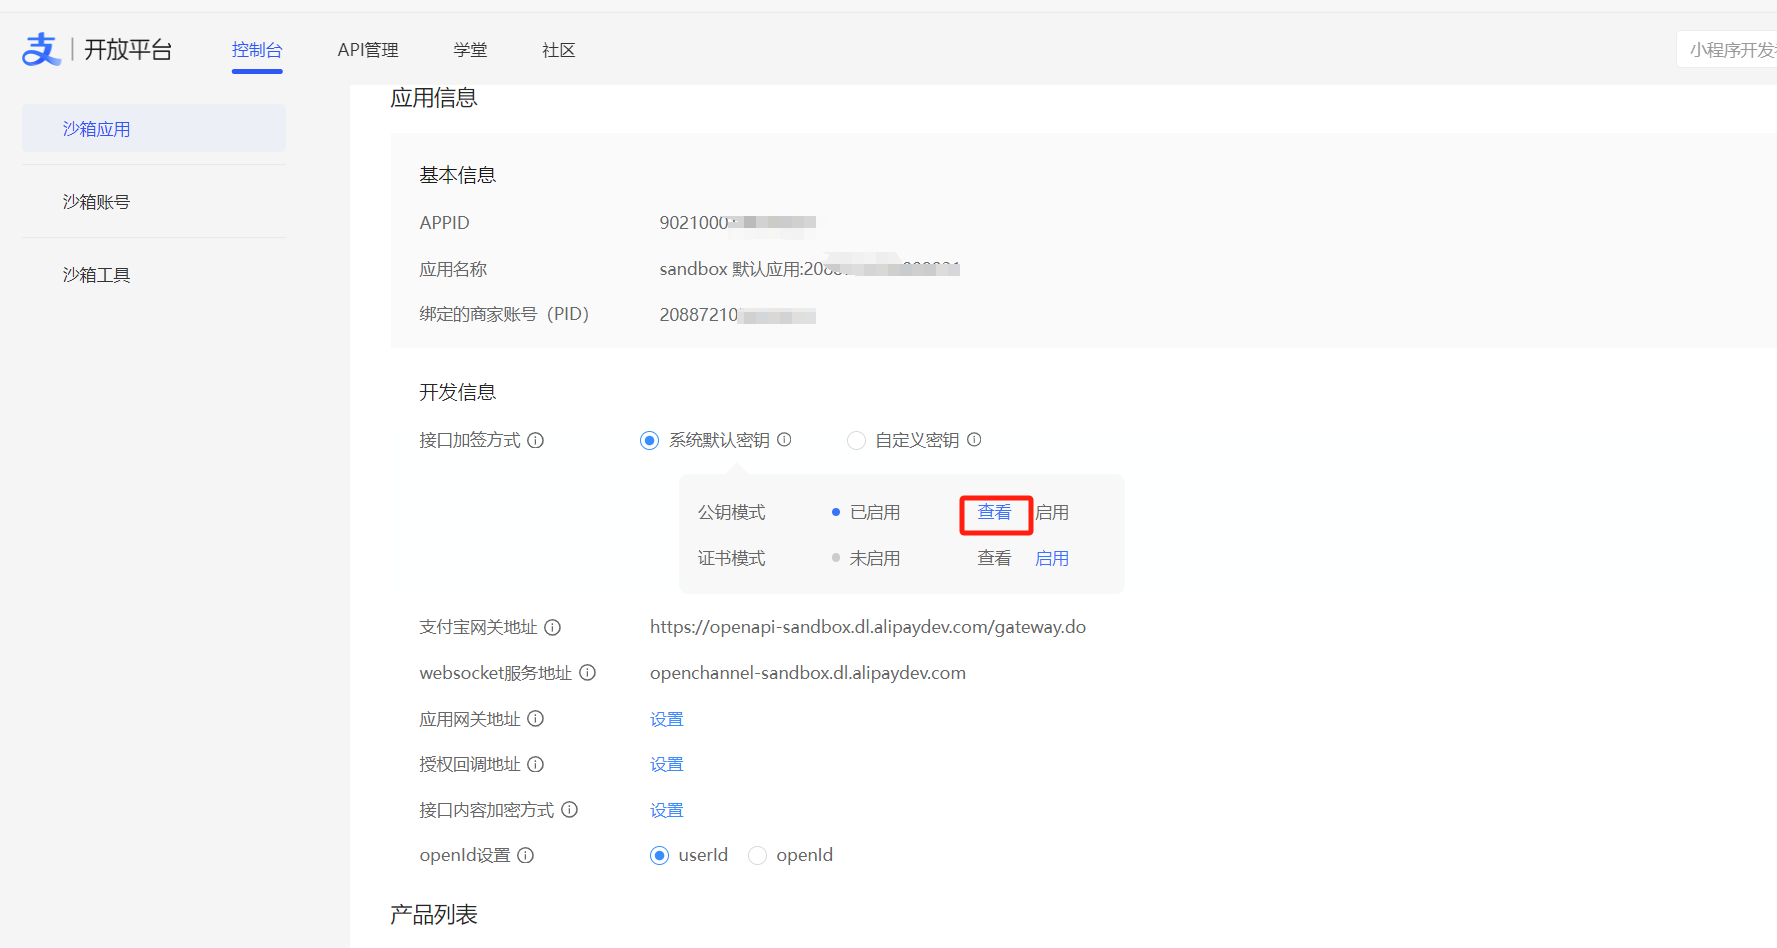 支 | 开放平台 控制台 API管理 学堂 社区 小程序开发
沙箱应用
沙箱账号
沙箱工具
应用信息
基本信息
APPID 9021000
应用名称 sandbox 默认应用:208
绑定的商家账号（PID） 20887210
开发信息
接口加签方式 系统默认密钥 自定义密钥
公钥模式 已启用 查看 启用
证书模式 未启用 查看 启用
支付宝网关地址 https://openapi-sandbox.dl.alipaydev.com/gateway.do
websocket服务地址 openchannel-sandbox.dl.alipaydev.com
应用网关地址 设置
授权回调地址 设置
接口内容加密方式 设置
openId设置 userId openId
产品列表